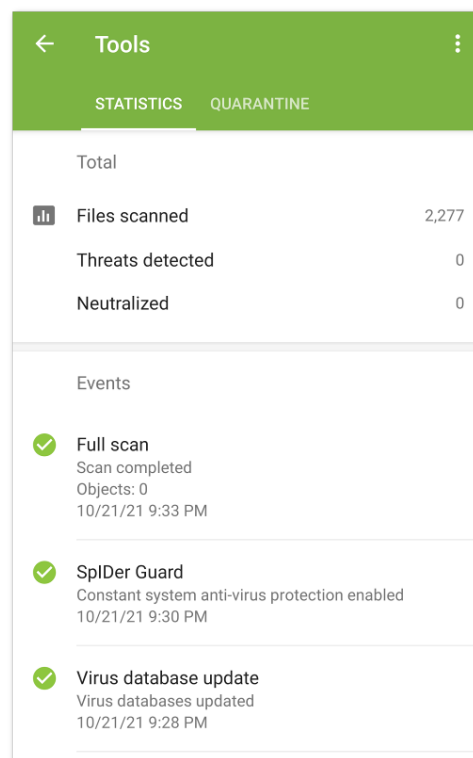 Tools
STATISTICS QUARANTINE
Total
Files scanned 2,277
Threats detected 0
Neutralized 0
Events
Full scan
Scan completed
Objects: 0
10/21/21 9:33 PM
SpIDer Guard
Constant system anti-virus protection enabled
10/21/21 9:30 PM
Virus database update
Virus databases updated
10/21/21 9:28 PM